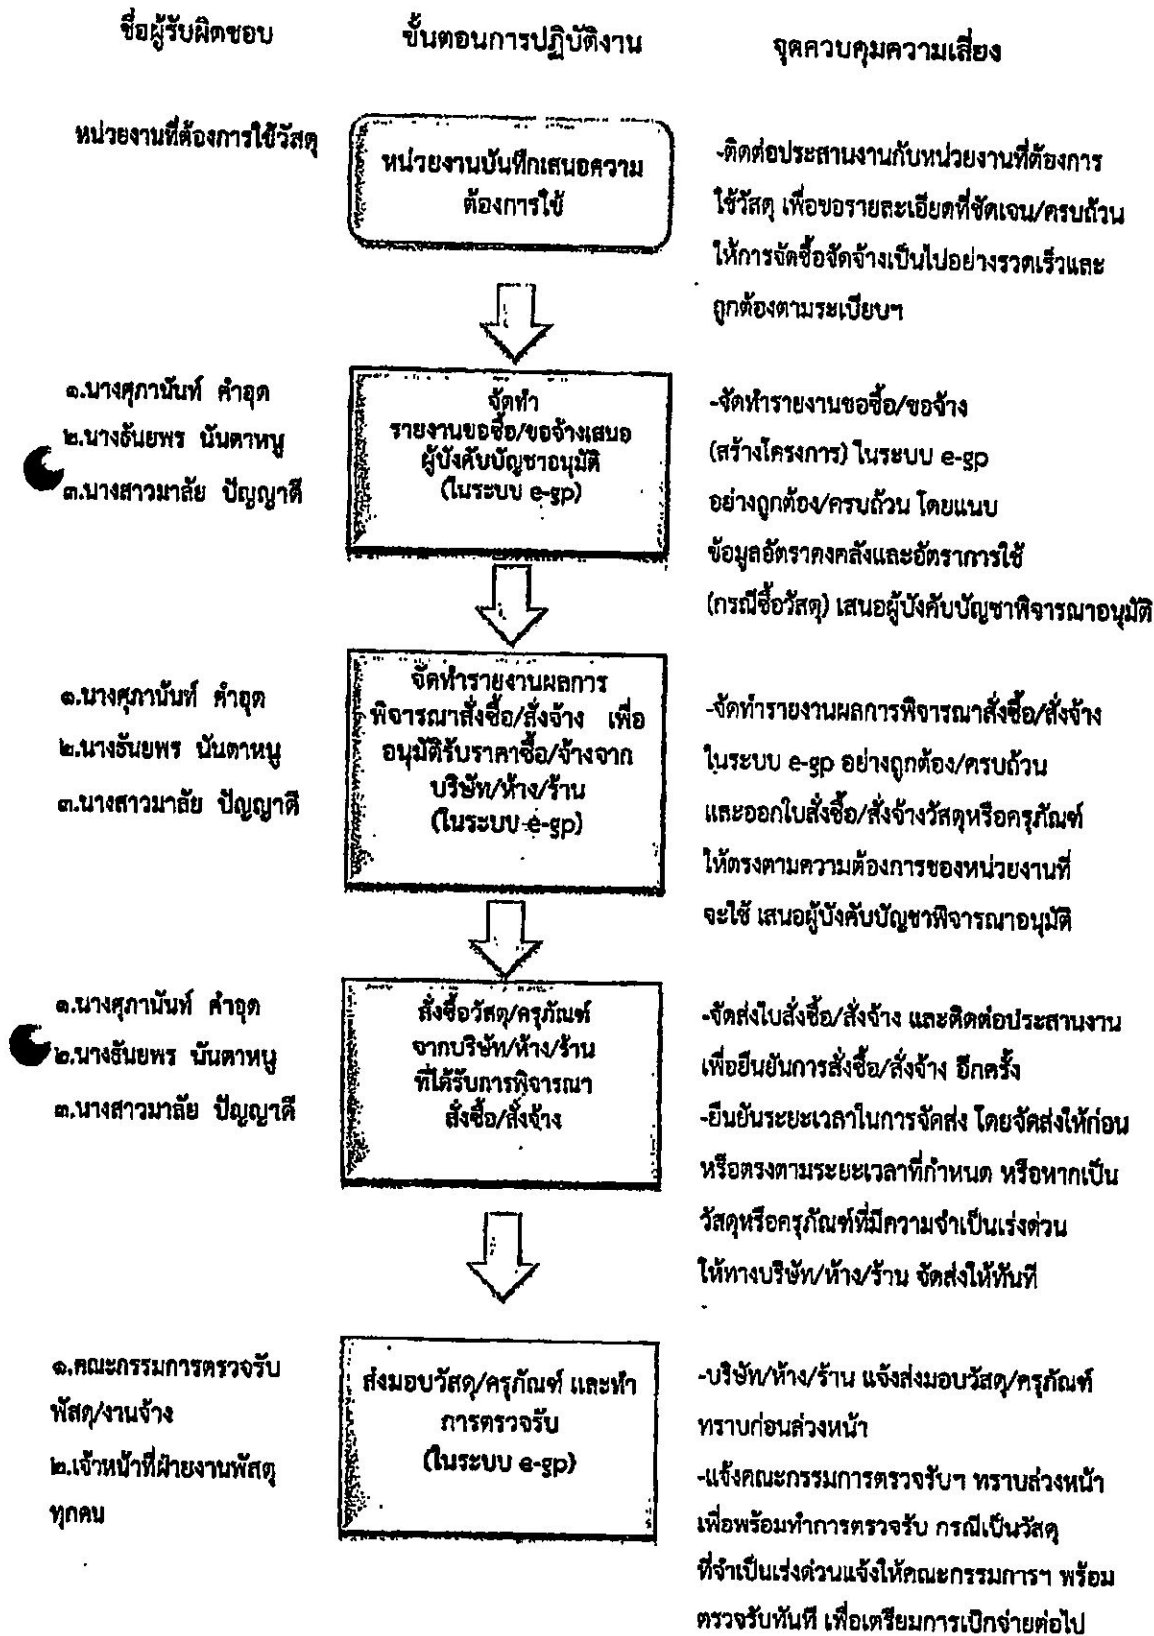 ชื่อผู้รับผิดชอบ
ขั้นตอนการปฏิบัติงาน
จุดควบคุมความเสี่ยง
หน่วยงานที่ต้องการใช้วัสดุ
หน่วยงานบันทึกเสนอความ
ต้องการใช้
-ติดต่อประสานงานกับหน่วยงานที่ต้องการ
ใช้วัสดุ เพื่อขอรายละเอียดที่ชัดเจน/ครบถ้วน
ให้การจัดซื้อจัดจ้างเป็นไปอย่างรวดเร็วและ
ถูกต้องตามระเบียบฯ
๑.นางศุภานันท์ คำอุด
๒.นางธันยพร นันตาหนู
๓.นางสาวมาลัย ปัญญาดี
จัดทำ
รายงานขอซื้อ/ขอจ้างเสนอ
ผู้บังคับบัญชาอนุมัติ
(ในระบบ e-gp)
-จัดทำรายงานขอซื้อ/ขอจ้าง
(สร้างโครงการ) ในระบบ e-gp
อย่างถูกต้อง/ครบถ้วน โดยแนบ
ข้อมูลอัตราคงคลังและอัตราการใช้
(กรณีซื้อวัสดุ) เสนอผู้บังคับบัญชาพิจารณาอนุมัติ
๑.นางศุภานันท์ คำอุด
๒.นางธันยพร นันตาหนู
๓.นางสาวมาลัย ปัญญาดี
จัดทำรายงานผลการ
พิจารณาสั่งซื้อ/สั่งจ้าง เพื่อ
อนุมัติรับราคาซื้อ/จ้างจาก
บริษัท/ห้าง/ร้าน
(ในระบบ e-gp)
-จัดทำรายงานผลการพิจารณาสั่งซื้อ/สั่งจ้าง
ในระบบ e-gp อย่างถูกต้อง/ครบถ้วน
และออกใบสั่งซื้อ/สั่งจ้างวัสดุหรือครุภัณฑ์
ให้ตรงตามความต้องการของหน่วยงานที่
จะใช้ เสนอผู้บังคับบัญชาพิจารณาอนุมัติ
๑.นางศุภานันท์ คำอุด
๒.นางธันยพร นันตาหนู
๓.นางสาวมาลัย ปัญญาดี
สั่งซื้อวัสดุ/ครุภัณฑ์
จากบริษัท/ห้าง/ร้าน
ที่ได้รับการพิจารณา
สั่งซื้อ/สั่งจ้าง
-จัดส่งใบสั่งซื้อ/สั่งจ้าง และติดต่อประสานงาน
เพื่อยืนยันการสั่งซื้อ/สั่งจ้าง อีกครั้ง
-ยืนยันระยะเวลาในการจัดส่ง โดยจัดส่งให้ก่อน
หรือตรงตามระยะเวลาที่กำหนด หรือหากเป็น
วัสดุหรือครุภัณฑ์ที่มีความจำเป็นเร่งด่วน
ให้ทางบริษัท/ห้าง/ร้าน จัดส่งให้ทันที
๑.คณะกรรมการตรวจรับ
พัสดุ/งานจ้าง
๒.เจ้าหน้าที่ฝ่ายงานพัสดุ
ทุกคน
ส่งมอบวัสดุ/ครุภัณฑ์ และทำ
การตรวจรับ
(ในระบบ e-gp)
-บริษัท/ห้าง/ร้าน แจ้งส่งมอบวัสดุ/ครุภัณฑ์
ทราบก่อนล่วงหน้า
-แจ้งคณะกรรมการตรวจรับฯ ทราบล่วงหน้า
เพื่อพร้อมทำการตรวจรับ กรณีเป็นวัสดุ
ที่จำเป็นเร่งด่วนแจ้งให้คณะกรรมการฯ พร้อม
ตรวจรับทันที เพื่อเตรียมการเบิกจ่ายต่อไป